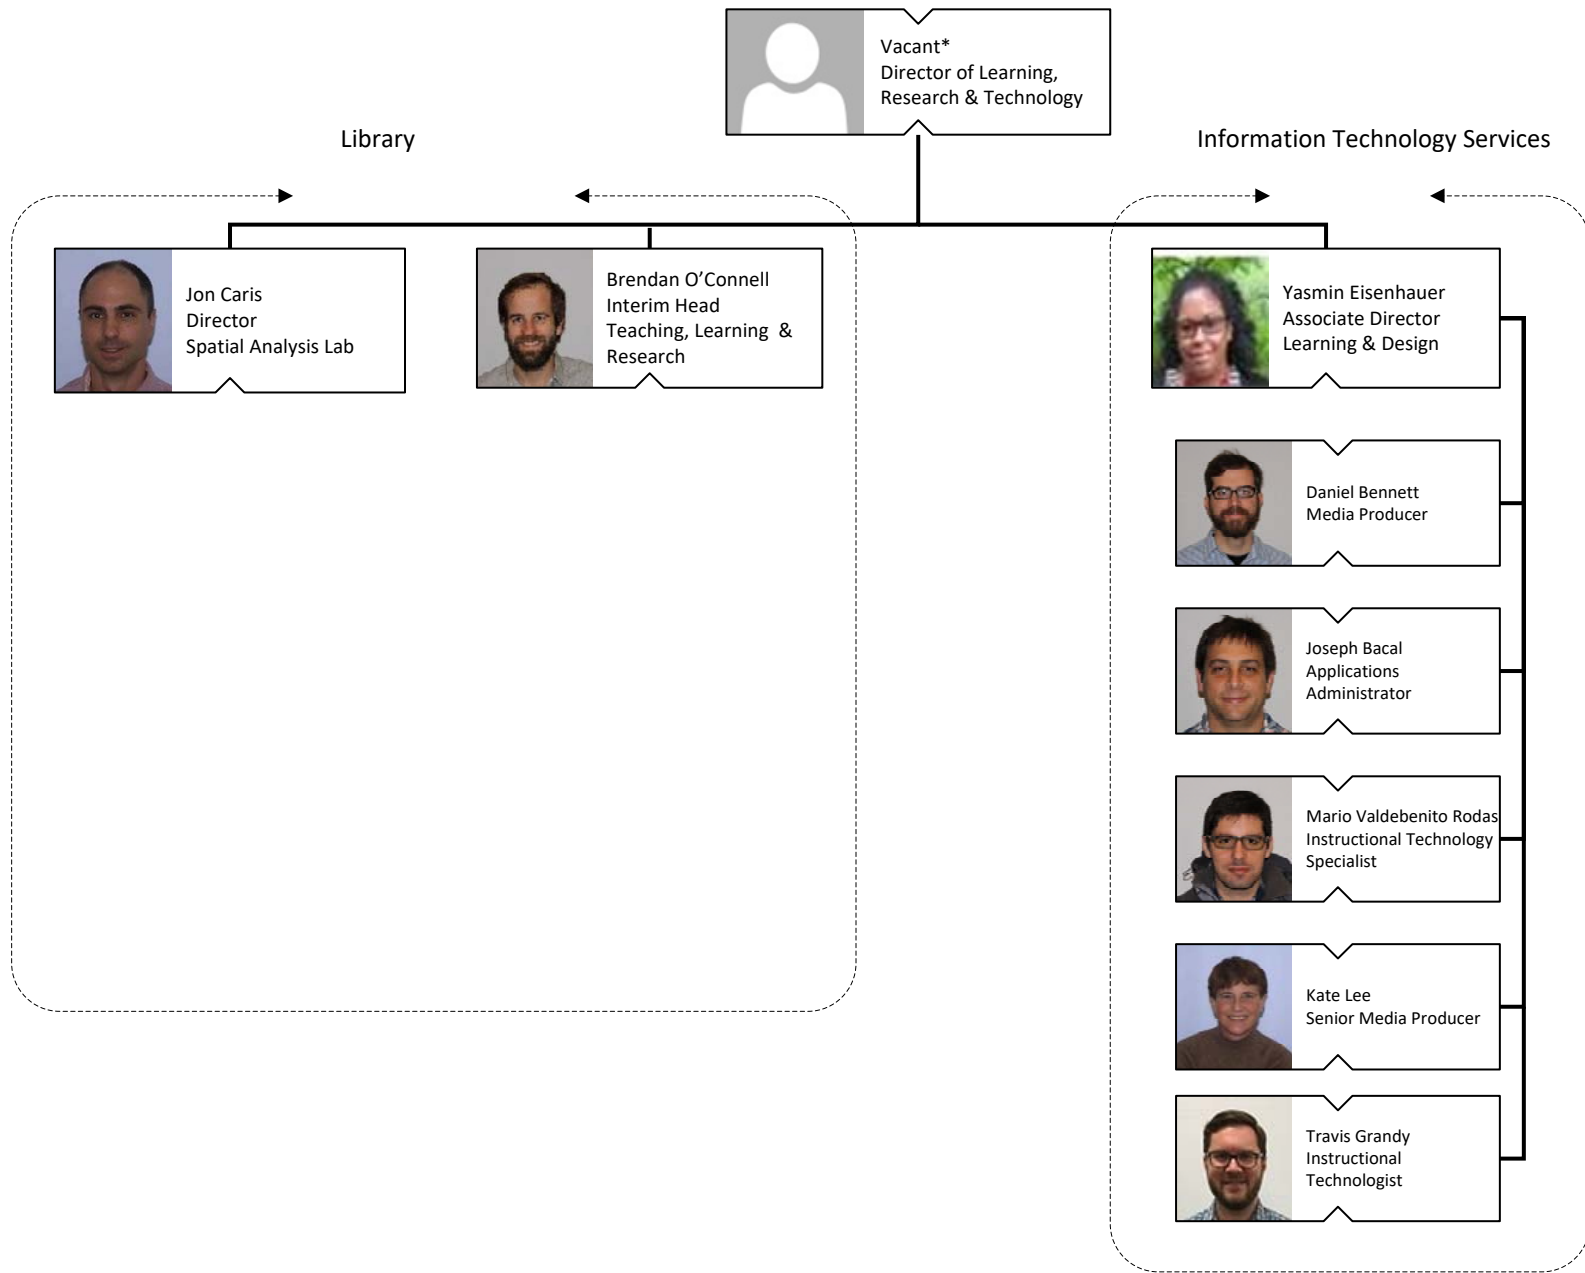 Vacant*
Director of Learning,
Research & Technology
Library
Information Technology Services
Jon Caris
Director
Spatial Analysis Lab
Brendan O’Connell
Interim Head
Teaching, Learning &
Research
Yasmin Eisenhauer
Associate Director
Learning & Design
Daniel Bennett
Media Producer
Joseph Bacal
Applications
Administrator
Mario Valdebenito Rodas
Instructional Technology
Specialist
Kate Lee
Senior Media Producer
Travis Grandy
Instructional
Technologist